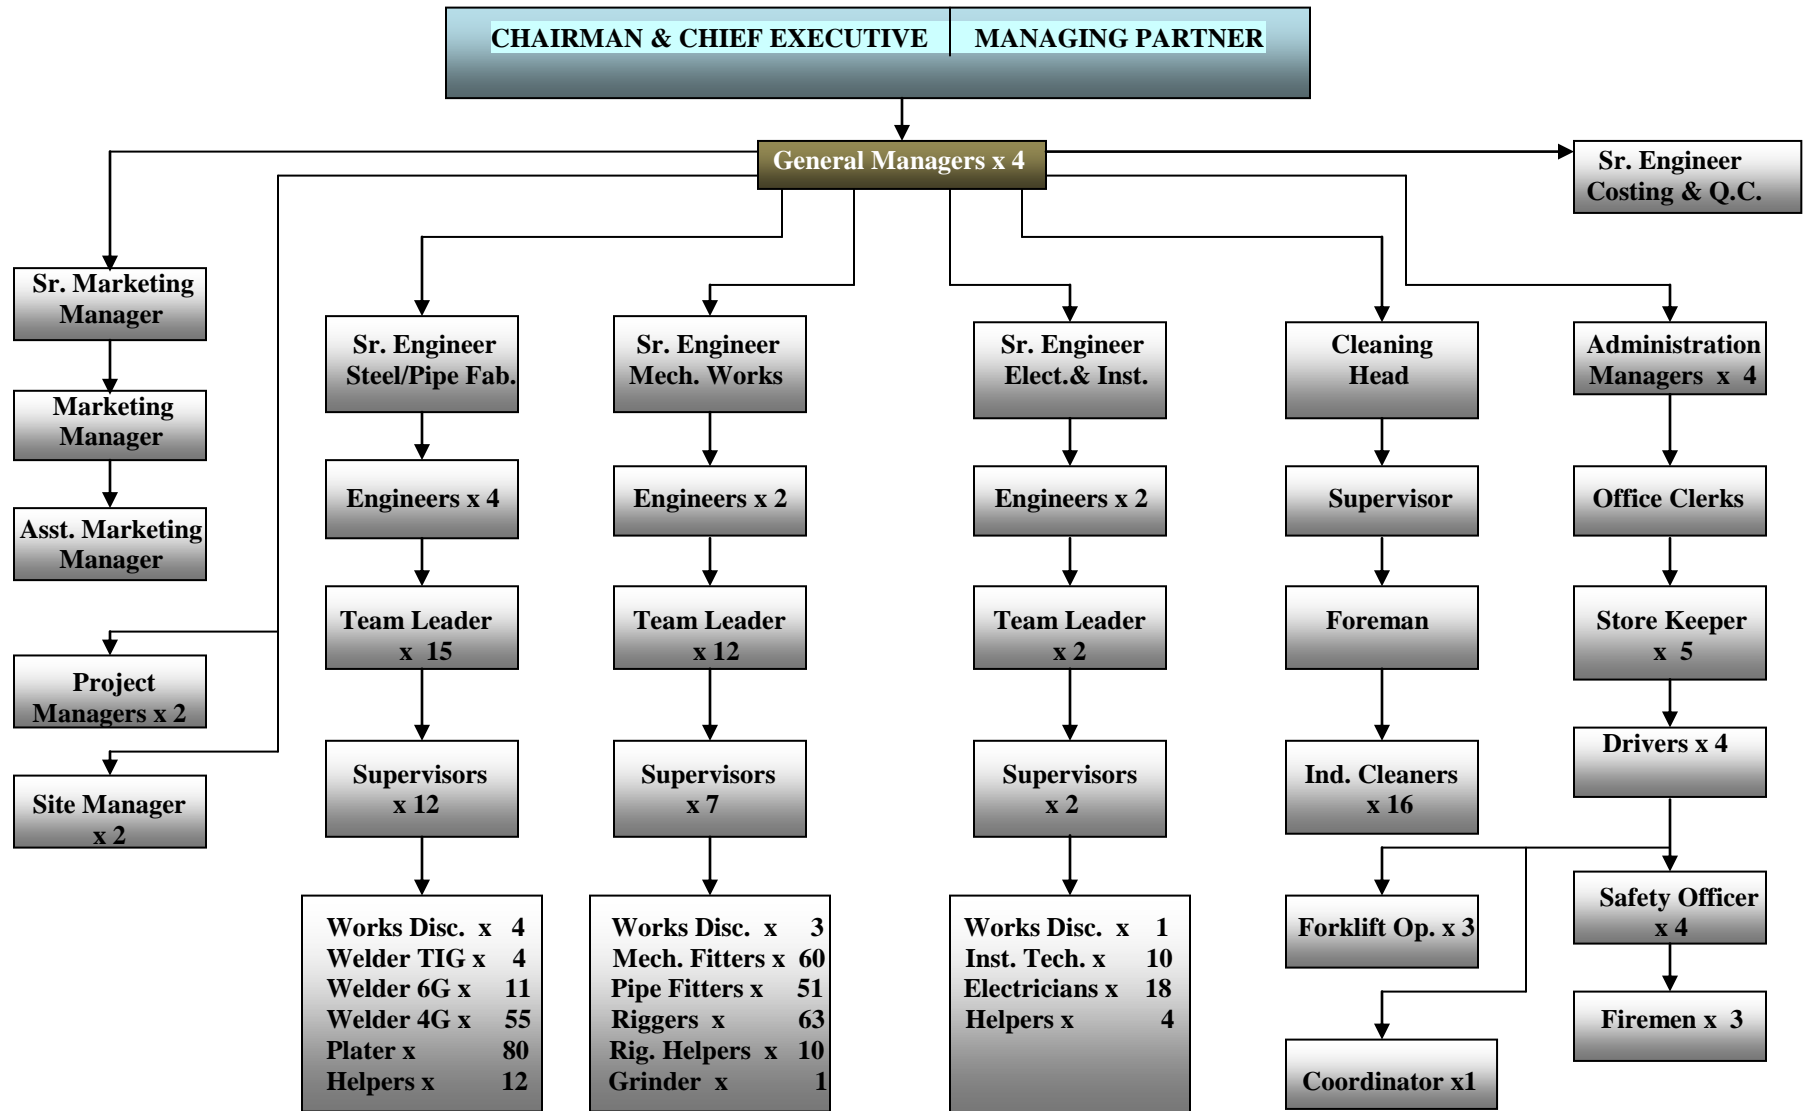 CHAIRMAN & CHIEF EXECUTIVE MANAGING PARTNER
General Managers x 4
Sr. Engineer
Costing & Q.C.
Sr. Marketing
Manager
Marketing
Manager
Asst. Marketing
Manager
Project
Managers x 2
Site Manager
x 2
Sr. Engineer
Steel/Pipe Fab.
Engineers x 4
Team Leader
x 15
Supervisors
x 12
Works Disc. x 4
Welder TIG x 4
Welder 6G x 11
Welder 4G x 55
Plater x 80
Helpers x 12
Sr. Engineer
Mech. Works
Engineers x 2
Team Leader
x 12
Supervisors
x 7
Works Disc. x 3
Mech. Fitters x 60
Pipe Fitters x 51
Riggers x 63
Rig. Helpers x 10
Grinder x 1
Sr. Engineer
Elect.& Inst.
Engineers x 2
Team Leader
x 2
Supervisors
x 2
Works Disc. x 1
Inst. Tech. x 10
Electricians x 18
Helpers x 4
Cleaning
Head
Supervisor
Foreman
Ind. Cleaners
x 16
Administration
Managers x 4
Office Clerks
Store Keeper
x 5
Drivers x 4
Forklift Op. x 3
Coordinator x1
Safety Officer
x 4
Firemen x 3